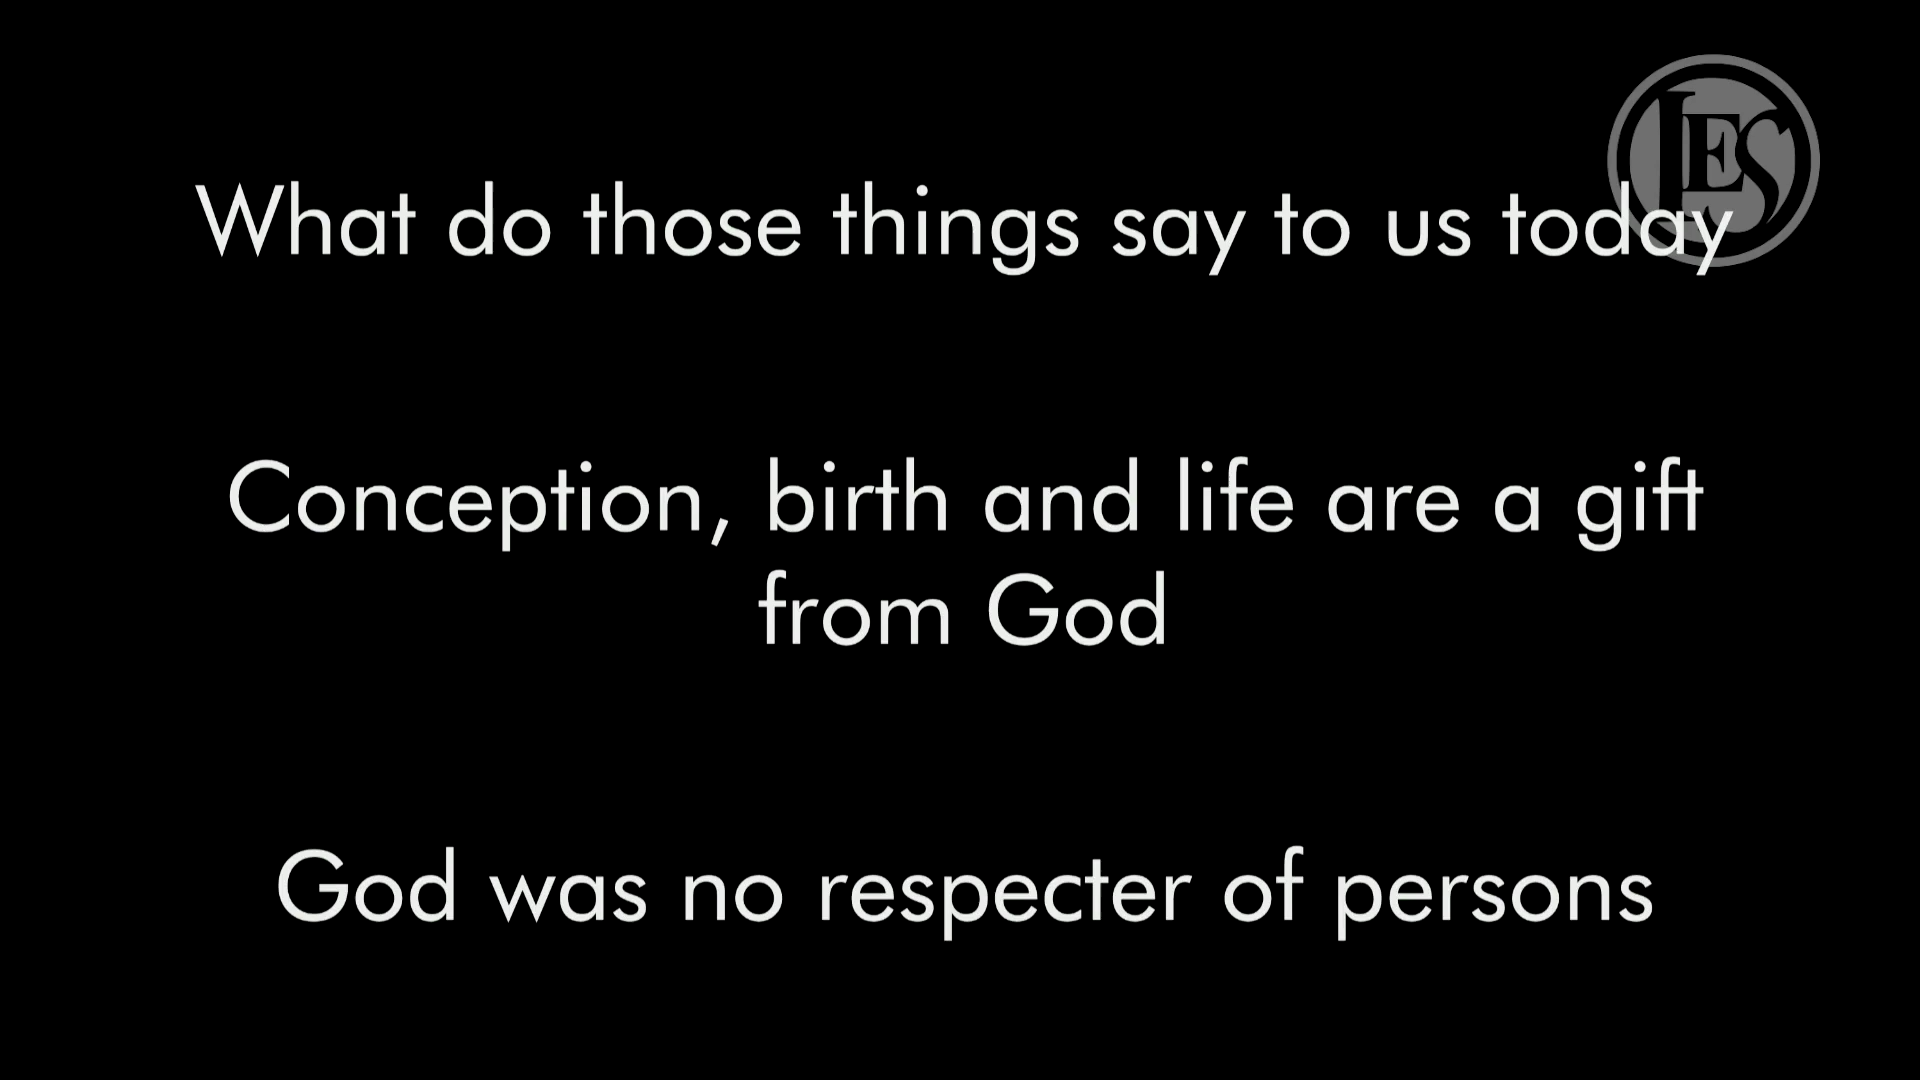 LES
What do those things say to us today
Conception, birth and life are a gift
from God
God was no respecter of persons